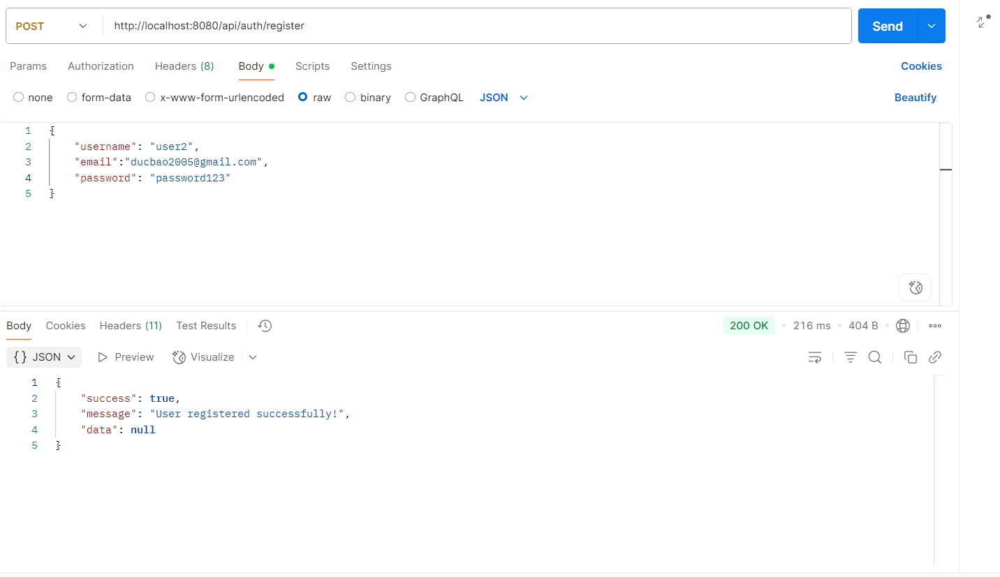 POST http://localhost:8080/api/auth/register Send
Params Authorization Headers (8) Body Scripts Settings Cookies
none form-data x-www-form-urlencoded raw binary GraphQL JSON Beautify
1 {
2 "username": "user2",
3 "email":"ducbao2005@gmail.com",
4 "password": "password123"
5 }
Body Cookies Headers (11) Test Results 200 OK 216 ms 404 B
{} JSON Preview Visualize
1 {
2 "success": true,
3 "message": "User registered successfully!",
4 "data": null
5 }